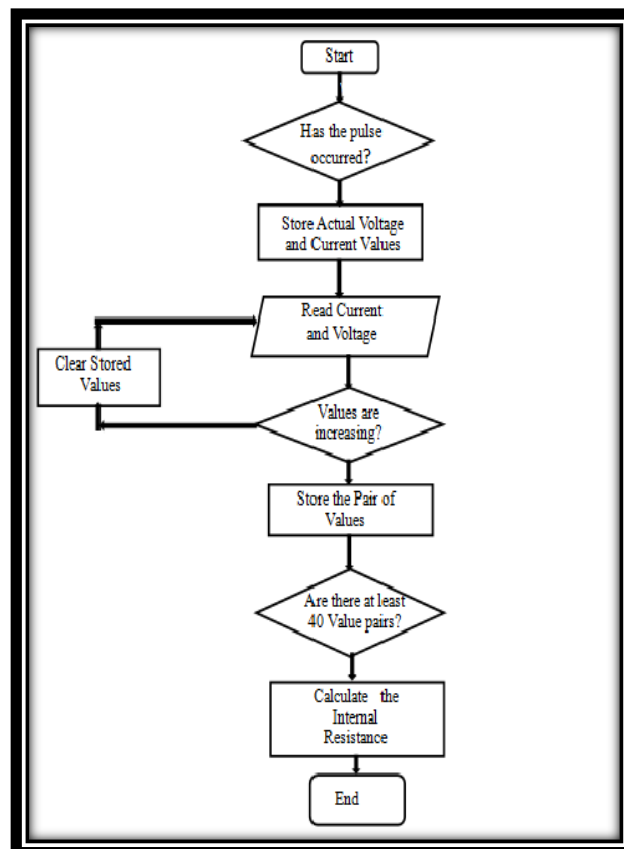 Start
Has the pulse
occurred?
Store Actual Voltage
and Current Values
Read Current
and Voltage
Clear Stored
Values
Values are
increasing?
Store the Pair of
Values
Are there at least
40 Value pairs?
Calculate the
Internal
Resistance
End